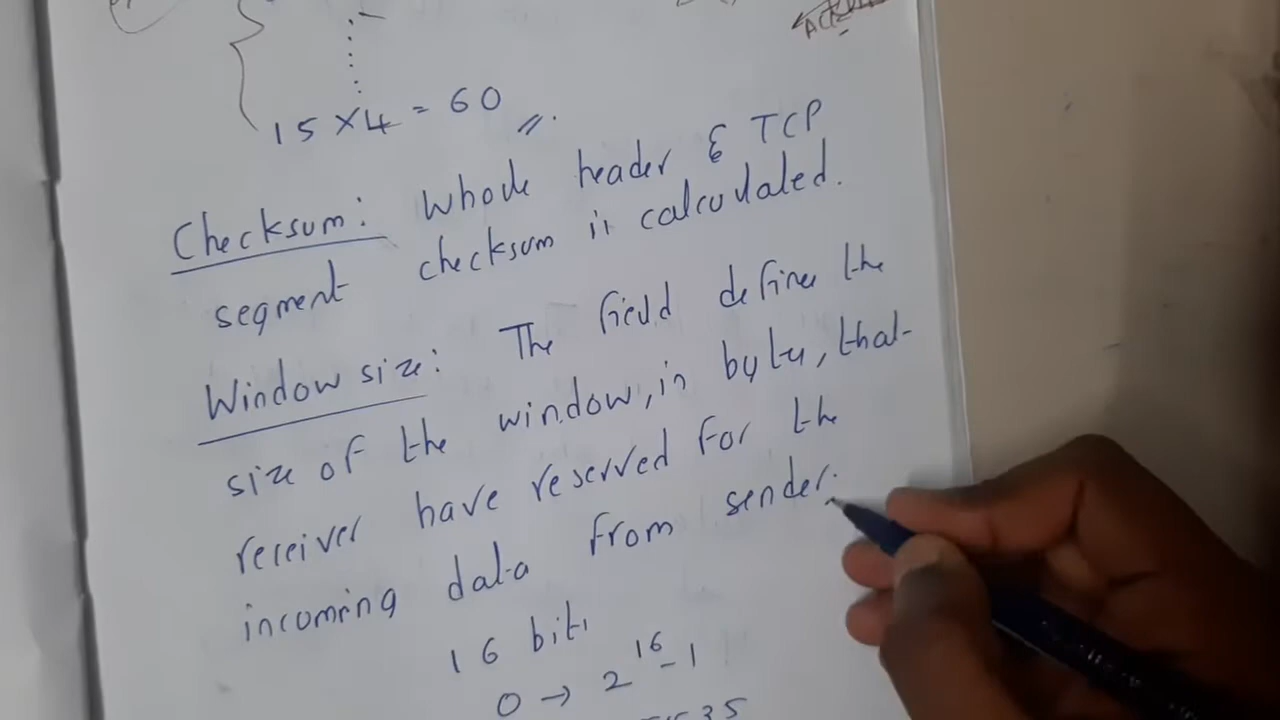 15 × 4 = 60 //.
Checksum: Whole header & TCP
segment checksum is calculated.
Window size: The field defines the
size of the window, in bytes, that
receiver have reserved for the
incoming data from sender.
16 bits
0 → 2^16 - 1